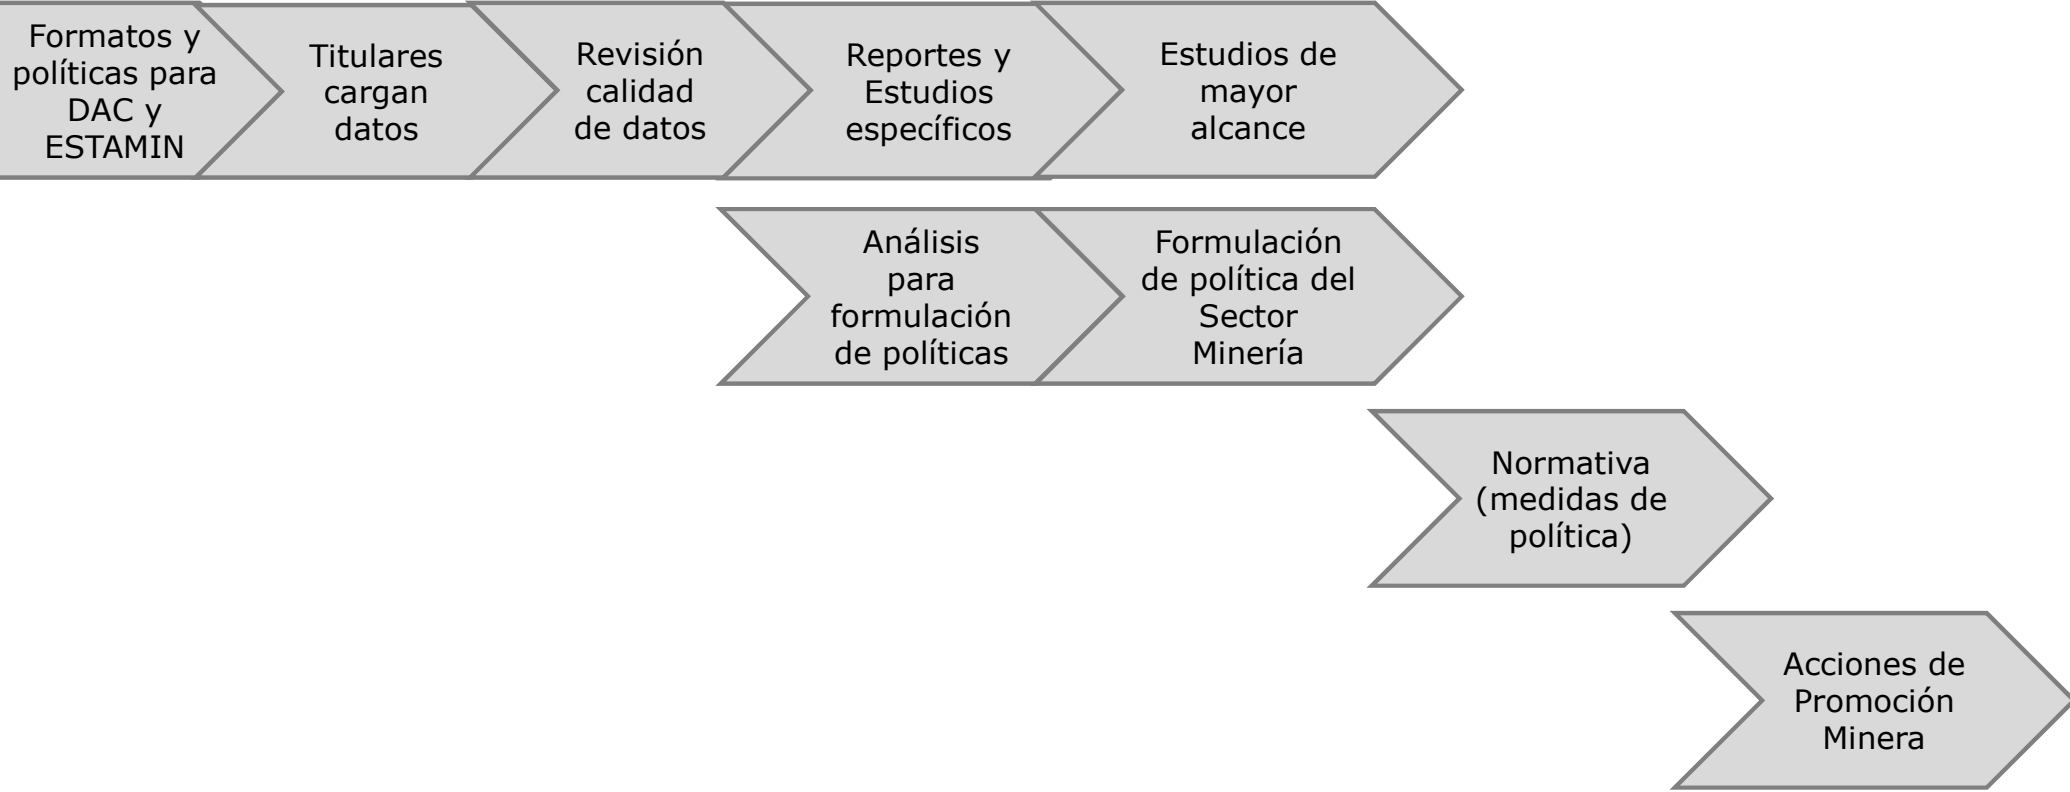 Formatos y
políticas para
DAC y
ESTAMIN
Titulares
cargan
datos
Revisión
calidad
de datos
Reportes y
Estudios
específicos
Estudios de
mayor
alcance
Análisis
para
formulación
de políticas
Formulación
de política del
Sector
Minería
Normativa
(medidas de
política)
Acciones de
Promoción
Minera